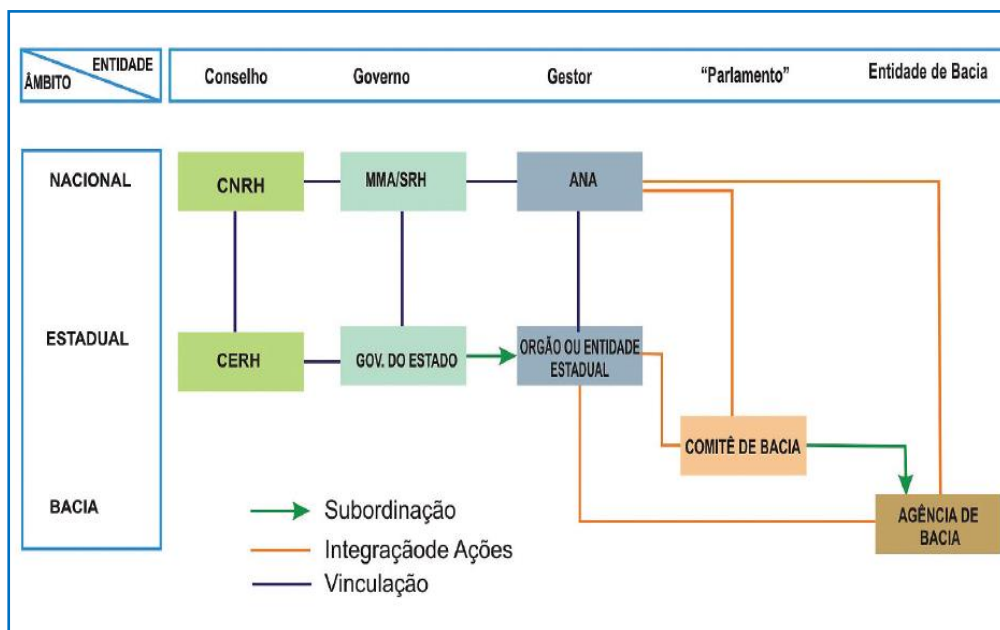 ENTIDADE
ÂMBITO
Conselho
Governo
Gestor
“Parlamento”
Entidade de Bacia
NACIONAL
CNRH
MMA/SRH
ANA
ESTADUAL
CERH
GOV. DO ESTADO
ORGÃO OU ENTIDADE
ESTADUAL
COMITÊ DE BACIA
BACIA
AGÊNCIA DE
BACIA
Subordinação
Integraçãode Ações
Vinculação